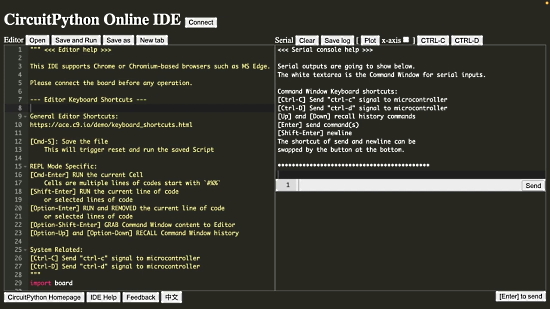 CircuitPython Online IDE Connect
Editor Open Save and Run Save as New tab
1 """ <<< Editor help >>>
2
3 This IDE supports Chrome or Chromium-based browsers such as MS Edge.
4
5 Please connect the board before any operation.
6
7 --- Editor Keyboard Shortcuts ---
8
9 General Editor Shortcuts:
10 https://ace.c9.io/demo/keyboard_shortcuts.html
11
12 [Cmd-S]: Save the file
13 This will trigger reset and run the saved Script
14
15 REPL Mode Specific:
16 [Cmd-Enter] RUN the current Cell
17 Cells are multiple lines of codes start with `#%%`
18 [Shift-Enter] RUN the current line of code
19 or selected lines of code
20 [Option-Enter] RUN and REMOVED the current line of code
21 or selected lines of code
22 [Option-Shift-Enter] GRAB Command Window content to Editor
23 [Option-Up] and [Option-Down] RECALL Command Window history
24
25 System Related:
26 [Ctrl-C] Send "ctrl-c" signal to microcontroller
27 [Ctrl-D] Send "ctrl-d" signal to microcontroller
28 """
29 import board
30
CircuitPython Homepage IDE Help Feedback 中文
Serial Clear Save log [ Plot x-axis ] CTRL-C CTRL-D
<<< Serial console help >>>
Serial outputs are going to show below.
The white textarea is the Command Window for serial inputs.
Command Window Keyboard shortcuts:
[Ctrl-C] Send "ctrl-c" signal to microcontroller
[Ctrl-D] Send "ctrl-d" signal to microcontroller
[Up] and [Down] recall history commands
[Enter] send command(s)
[Shift-Enter] newline
The shortcut of send and newline can be
swapped by the button at the bottom.
1 Send
[Enter] to send